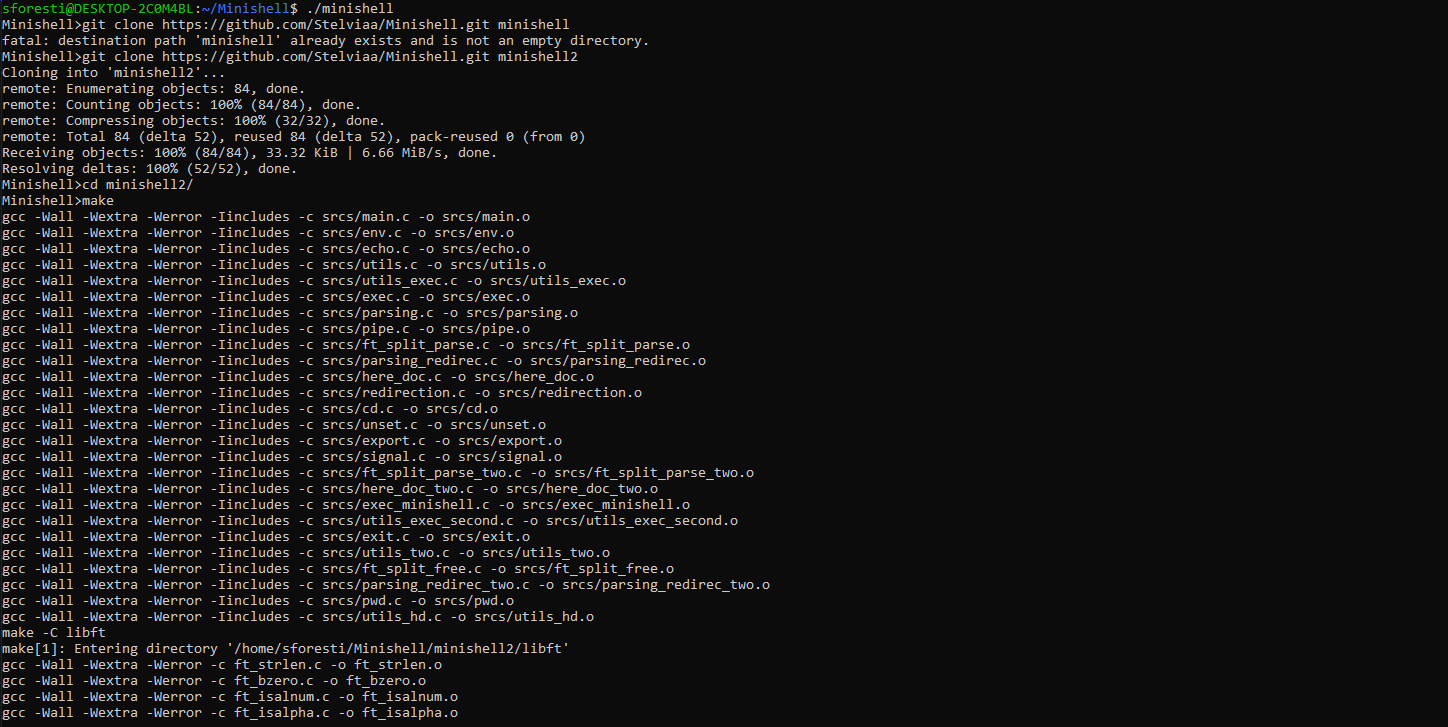 sforesti@DESKTOP-2C0M4BL:~/Minishell$ ./minishell
Minishell>git clone https://github.com/Stelviaa/Minishell.git minishell
fatal: destination path 'minishell' already exists and is not an empty directory.
Minishell>git clone https://github.com/Stelviaa/Minishell.git minishell2
Cloning into 'minishell2'...
remote: Enumerating objects: 84, done.
remote: Counting objects: 100% (84/84), done.
remote: Compressing objects: 100% (32/32), done.
remote: Total 84 (delta 52), reused 84 (delta 52), pack-reused 0 (from 0)
Receiving objects: 100% (84/84), 33.32 KiB | 6.66 MiB/s, done.
Resolving deltas: 100% (52/52), done.
Minishell>cd minishell2/
Minishell>make
gcc -Wall -Wextra -Werror -Iincludes -c srcs/main.c -o srcs/main.o
gcc -Wall -Wextra -Werror -Iincludes -c srcs/env.c -o srcs/env.o
gcc -Wall -Wextra -Werror -Iincludes -c srcs/echo.c -o srcs/echo.o
gcc -Wall -Wextra -Werror -Iincludes -c srcs/utils.c -o srcs/utils.o
gcc -Wall -Wextra -Werror -Iincludes -c srcs/utils_exec.c -o srcs/utils_exec.o
gcc -Wall -Wextra -Werror -Iincludes -c srcs/exec.c -o srcs/exec.o
gcc -Wall -Wextra -Werror -Iincludes -c srcs/parsing.c -o srcs/parsing.o
gcc -Wall -Wextra -Werror -Iincludes -c srcs/pipe.c -o srcs/pipe.o
gcc -Wall -Wextra -Werror -Iincludes -c srcs/ft_split_parse.c -o srcs/ft_split_parse.o
gcc -Wall -Wextra -Werror -Iincludes -c srcs/parsing_redirec.c -o srcs/parsing_redirec.o
gcc -Wall -Wextra -Werror -Iincludes -c srcs/here_doc.c -o srcs/here_doc.o
gcc -Wall -Wextra -Werror -Iincludes -c srcs/redirection.c -o srcs/redirection.o
gcc -Wall -Wextra -Werror -Iincludes -c srcs/cd.c -o srcs/cd.o
gcc -Wall -Wextra -Werror -Iincludes -c srcs/unset.c -o srcs/unset.o
gcc -Wall -Wextra -Werror -Iincludes -c srcs/export.c -o srcs/export.o
gcc -Wall -Wextra -Werror -Iincludes -c srcs/signal.c -o srcs/signal.o
gcc -Wall -Wextra -Werror -Iincludes -c srcs/ft_split_parse_two.c -o srcs/ft_split_parse_two.o
gcc -Wall -Wextra -Werror -Iincludes -c srcs/here_doc_two.c -o srcs/here_doc_two.o
gcc -Wall -Wextra -Werror -Iincludes -c srcs/exec_minishell.c -o srcs/exec_minishell.o
gcc -Wall -Wextra -Werror -Iincludes -c srcs/utils_exec_second.c -o srcs/utils_exec_second.o
gcc -Wall -Wextra -Werror -Iincludes -c srcs/exit.c -o srcs/exit.o
gcc -Wall -Wextra -Werror -Iincludes -c srcs/utils_two.c -o srcs/utils_two.o
gcc -Wall -Wextra -Werror -Iincludes -c srcs/ft_split_free.c -o srcs/ft_split_free.o
gcc -Wall -Wextra -Werror -Iincludes -c srcs/parsing_redirec_two.c -o srcs/parsing_redirec_two.o
gcc -Wall -Wextra -Werror -Iincludes -c srcs/pwd.c -o srcs/pwd.o
gcc -Wall -Wextra -Werror -Iincludes -c srcs/utils_hd.c -o srcs/utils_hd.o
make -C libft
make[1]: Entering directory '/home/sforesti/Minishell/minishell2/libft'
gcc -Wall -Wextra -Werror -c ft_strlen.c -o ft_strlen.o
gcc -Wall -Wextra -Werror -c ft_bzero.c -o ft_bzero.o
gcc -Wall -Wextra -Werror -c ft_isalnum.c -o ft_isalnum.o
gcc -Wall -Wextra -Werror -c ft_isalpha.c -o ft_isalpha.o